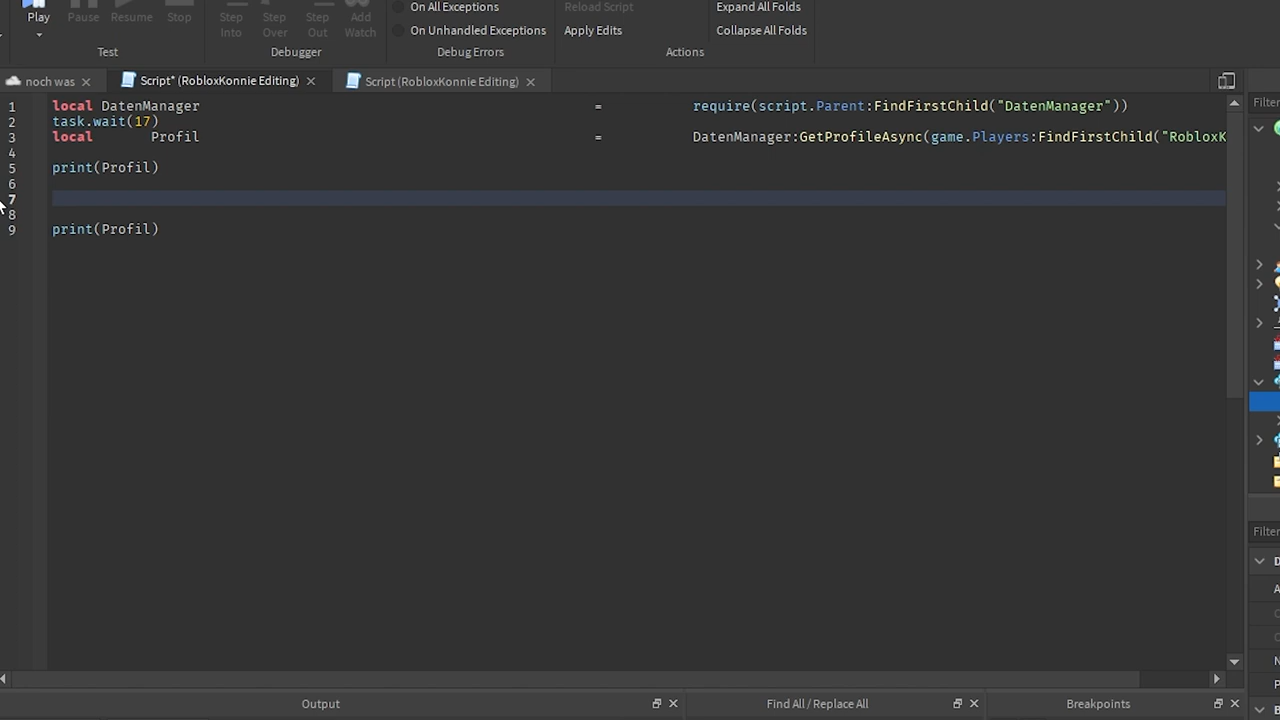 Play Pause Resume Stop Step Into Step Over Step Out Add Watch On All Exceptions Reload Script Expand All Folds
On Unhandled Exceptions Apply Edits Collapse All Folds
Test Debugger Debug Errors Actions
noch was Script* (RobloxKonnie Editing) Script (RobloxKonnie Editing)
Filter
1 local DatenManager = require(script.Parent:FindFirstChild("DatenManager"))
2 task.wait(17)
3 local Profil = DatenManager:GetProfileAsync(game.Players:FindFirstChild("RobloxK
4
5 print(Profil)
6
7
8
9 print(Profil)
Filter
Output Find All / Replace All Breakpoints